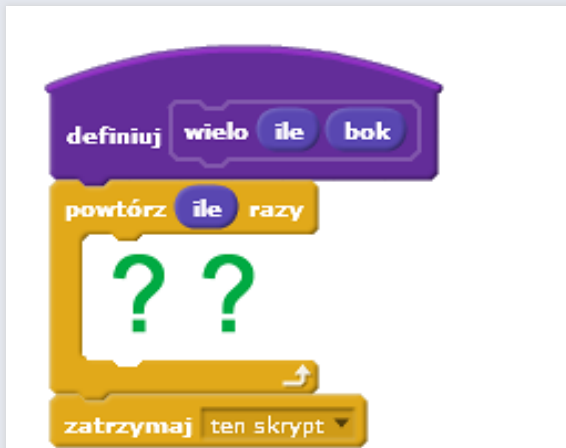 definiuj wielo ile bok
powtórz ile razy
? ?
zatrzymaj ten skrypt